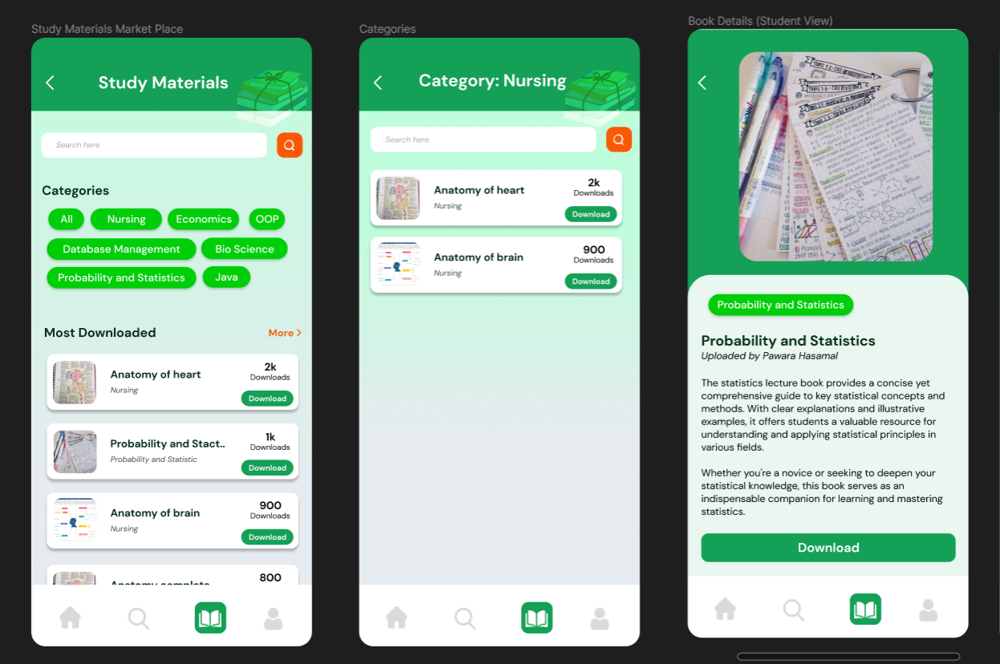 Study Materials Market Place
Study Materials
Search here
Categories
All
Nursing
Economics
OOP
Database Management
Bio Science
Probability and Statistics
Java
Most Downloaded
More >
Anatomy of heart
Nursing
2k
Downloads
Download
Probability and Stact..
Probability and Statistic
1k
Downloads
Download
Anatomy of brain
Nursing
900
Downloads
Download
Anatomy complete
800
Categories
Category: Nursing
Search here
Anatomy of heart
Nursing
2k
Downloads
Download
Anatomy of brain
Nursing
900
Downloads
Download
Book Details (Student View)
Probability and Statistics
Probability and Statistics
Uploaded by Pawara Hasamal
The statistics lecture book provides a concise yet
comprehensive guide to key statistical concepts and
methods. With clear explanations and illustrative
examples, it offers students a valuable resource for
understanding and applying statistical principles in
various fields.
Whether you're a novice or seeking to deepen your
statistical knowledge, this book serves as an
indispensable companion for learning and mastering
statistics.
Download